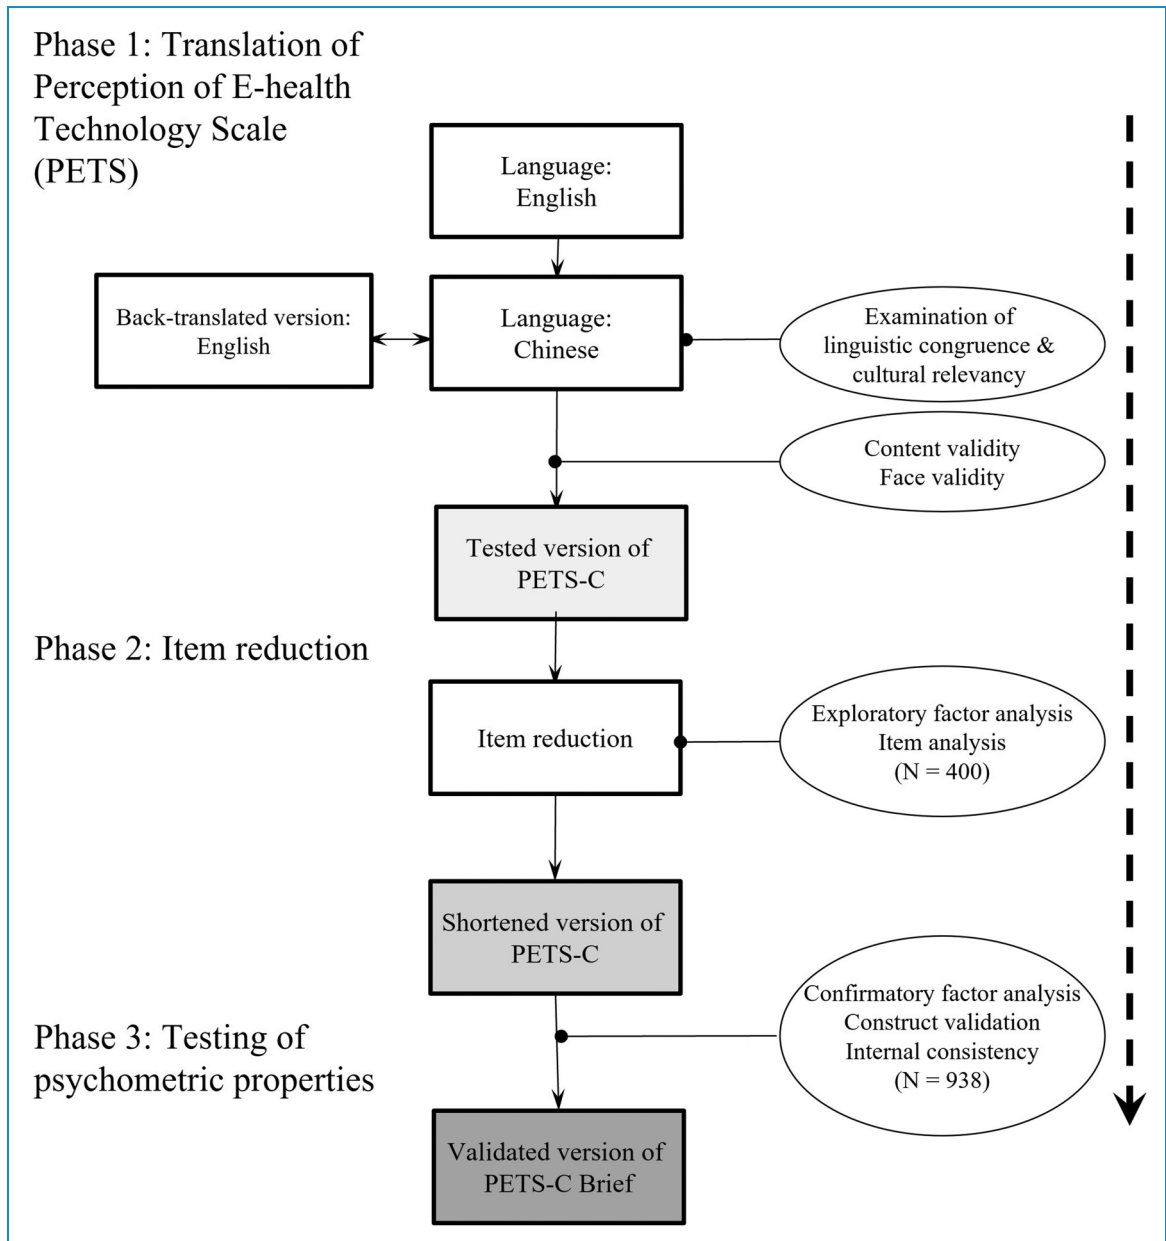 Phase 1: Translation of
Perception of E-health
Technology Scale
(PETS)
Language:
English
Back-translated version:
English
Language:
Chinese
Examination of
linguistic congruence &
cultural relevancy
Content validity
Face validity
Tested version of
PETS-C
Phase 2: Item reduction
Item reduction
Exploratory factor analysis
Item analysis
(N = 400)
Shortened version of
PETS-C
Phase 3: Testing of
psychometric properties
Confirmatory factor analysis
Construct validation
Internal consistency
(N = 938)
Validated version of
PETS-C Brief